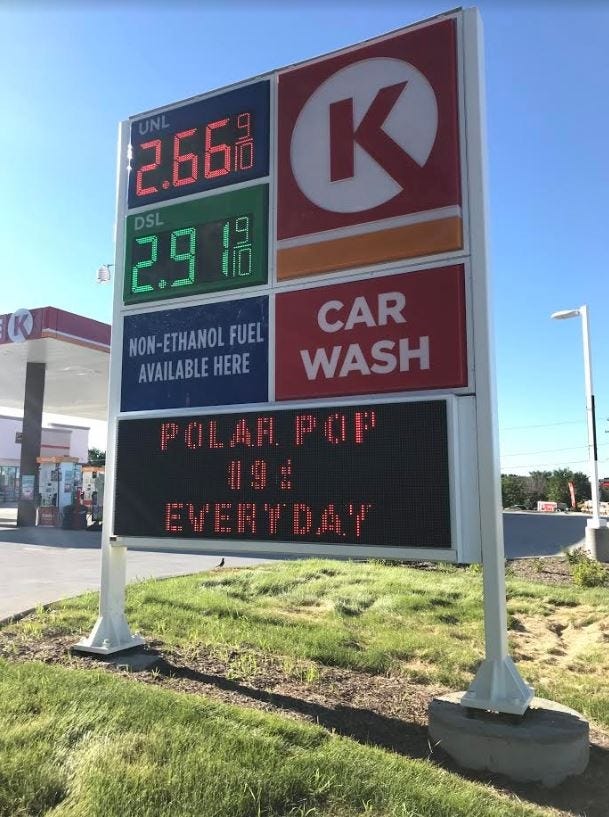 UNL
2.66 9/10
DSL
2.91 9/10
K
NON-ETHANOL FUEL
AVAILABLE HERE
CAR
WASH
POLAR POP
EVERYDAY
K